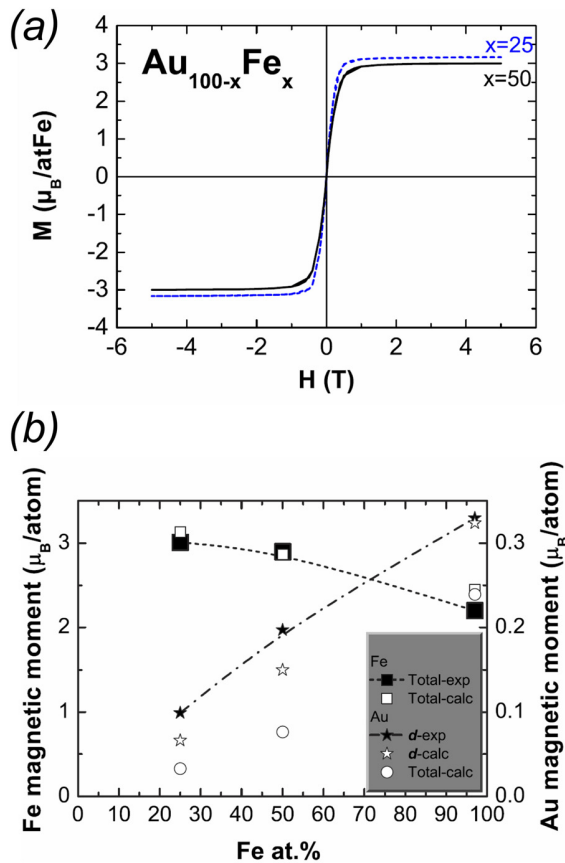 (a)
Au100-xFex
x=25
x=50
4
3
2
1
0
-1
-2
-3
-4
M (μB/atFe)
-6 -4 -2 0 2 4 6
H (T)
(b)
3
2
1
0
Fe magnetic moment (μB/atom)
0.3
0.2
0.1
0.0
Au magnetic moment (μB/atom)
Fe
Total-exp
Total-calc
Au
d-exp
d-calc
Total-calc
0 10 20 30 40 50 60 70 80 90 100
Fe at.%